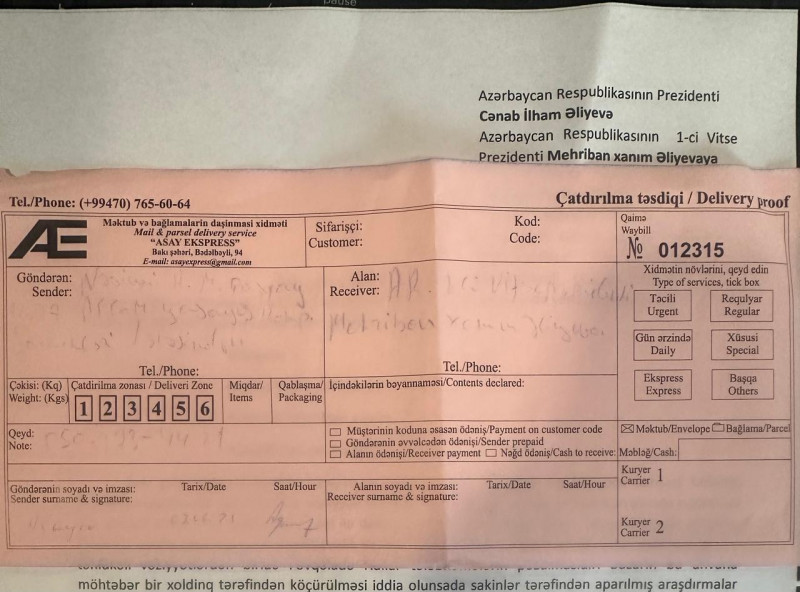 pause
Azərbaycan Respublikasının Prezidenti
Cənab İlham Əliyevə
Azərbaycan Respublikasının 1-ci Vitse
Prezidenti Mehriban xanım Əliyevaya
Tel./Phone: (+99470) 765-60-64
Çatdırılma təsdiqi / Delivery proof
AE
Məktub və bağlamalarin daşinmasi xidməti
Mail & parsel delivery service
“ASAY EKSPRESS”
Bakı şəhəri, Bədəlbəyli, 94
E-mail: asayexpress@gmail.com
Sifarişçi:
Customer:
Kod:
Code:
Qaimə
Waybill
№ 012315
Göndərən:
Sender:
Tel./Phone:
Alan:
Receiver:
Mehriban xanım
Tel./Phone:
Xidmətin növlərini, qeyd edin
Type of services, tick box
Təcili
Urgent
Requlyar
Regular
Gün ərzində
Daily
Xüsusi
Special
Ekspress
Express
Başqa
Others
Çəkisi: (Kq)
Weight: (Kgs)
Çatdirilma zonası / Deliveri Zone
1 2 3 4 5 6
Miqdar/
Items
Qablaşma/
Packaging
İçindəkilərin bəyannaməsi/Contents declared:
Qeyd:
Note:
Müştərinin koduna əsasən ödəniş/Payment on customer code
Göndərənin əvvəlcədən ödənişi/Sender prepaid
Alanın ödənişi/Receiver payment Nəğd ödəniş/Cash to receive:
Məktub/Envelope Bağlama/Parcel
Məbləğ/Cash:
Göndərənin soyadı və imzası:
Sender surname & signature:
Tarix/Date
Saat/Hour
Alanın soyadı və imzası:
Receiver surname & signature:
Tarix/Date
Saat/Hour
Kuryer
Carrier 1
Kuryer
Carrier 2
möhtəbər bir xoldinq tərəfindən köçürülməsi iddia olunsada sakinlər tərəfindən aparılmış araşdırmalar